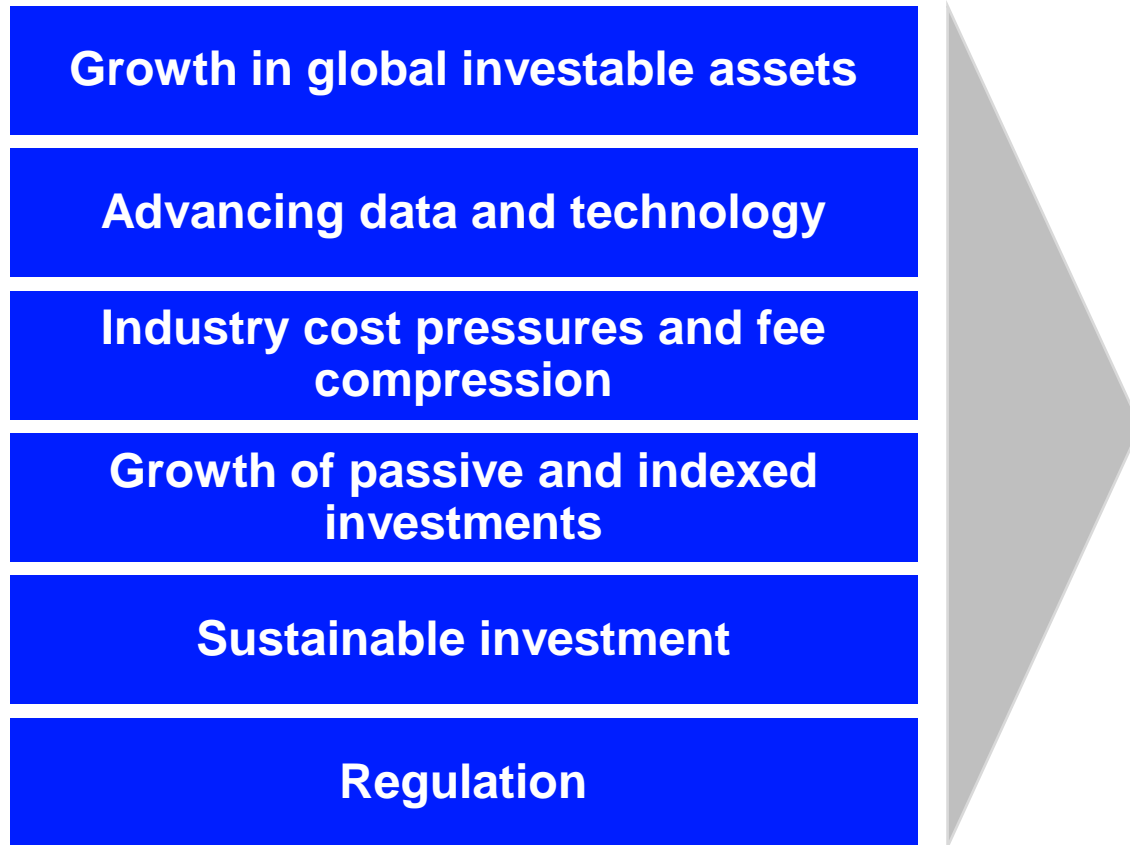 Growth in global investable assets
Advancing data and technology
Industry cost pressures and fee
compression
Growth of passive and indexed
investments
Sustainable investment
Regulation